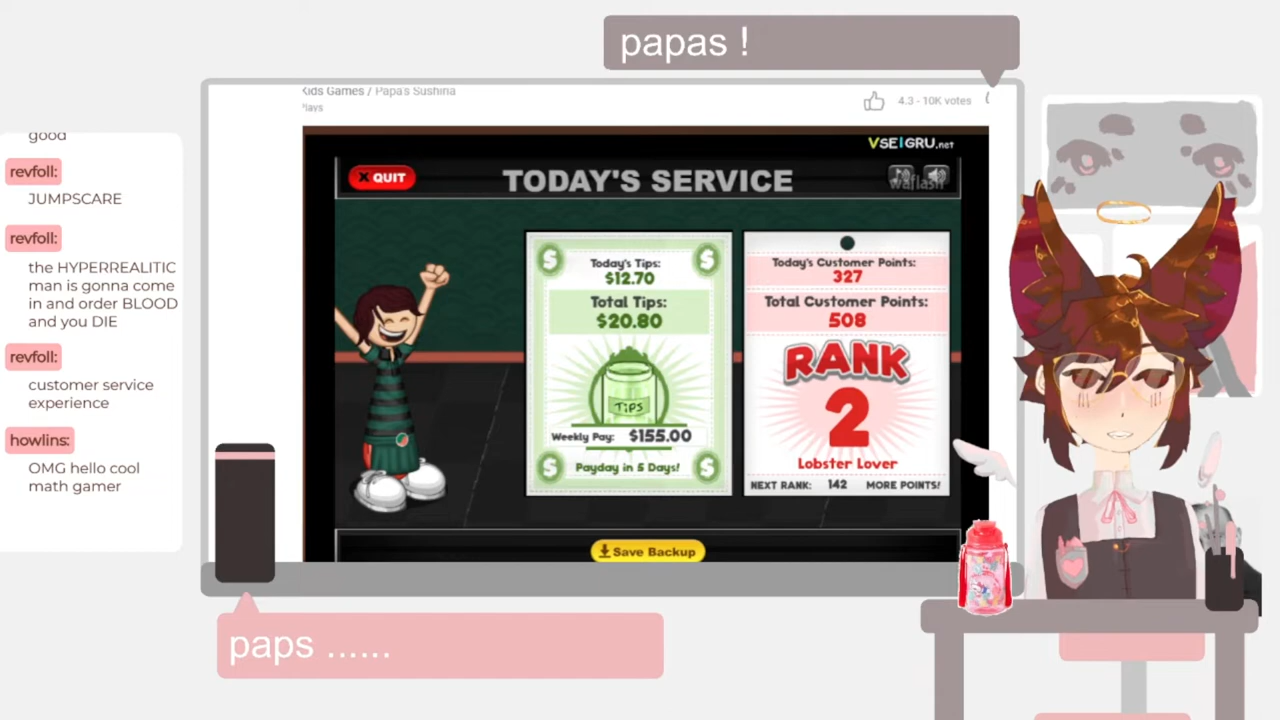 papas !
Kids Games / Papa's Sushiria
4.3 - 10K votes
VSEIGRU.net
X QUIT
TODAY'S SERVICE
waflash
good
revfoll:
JUMPSCARE
revfoll:
the HYPERREALITIC
man is gonna come
in and order BLOOD
and you DIE
revfoll:
customer service
experience
howlins:
OMG hello cool
math gamer
Today's Tips:
$12.70
Total Tips:
$20.80
TiPS
Weekly Pay: $155.00
Payday in 5 Days!
Today's Customer Points:
327
Total Customer Points:
508
RANK
2
Lobster Lover
NEXT RANK: 142 MORE POINTS!
Save Backup
paps ......